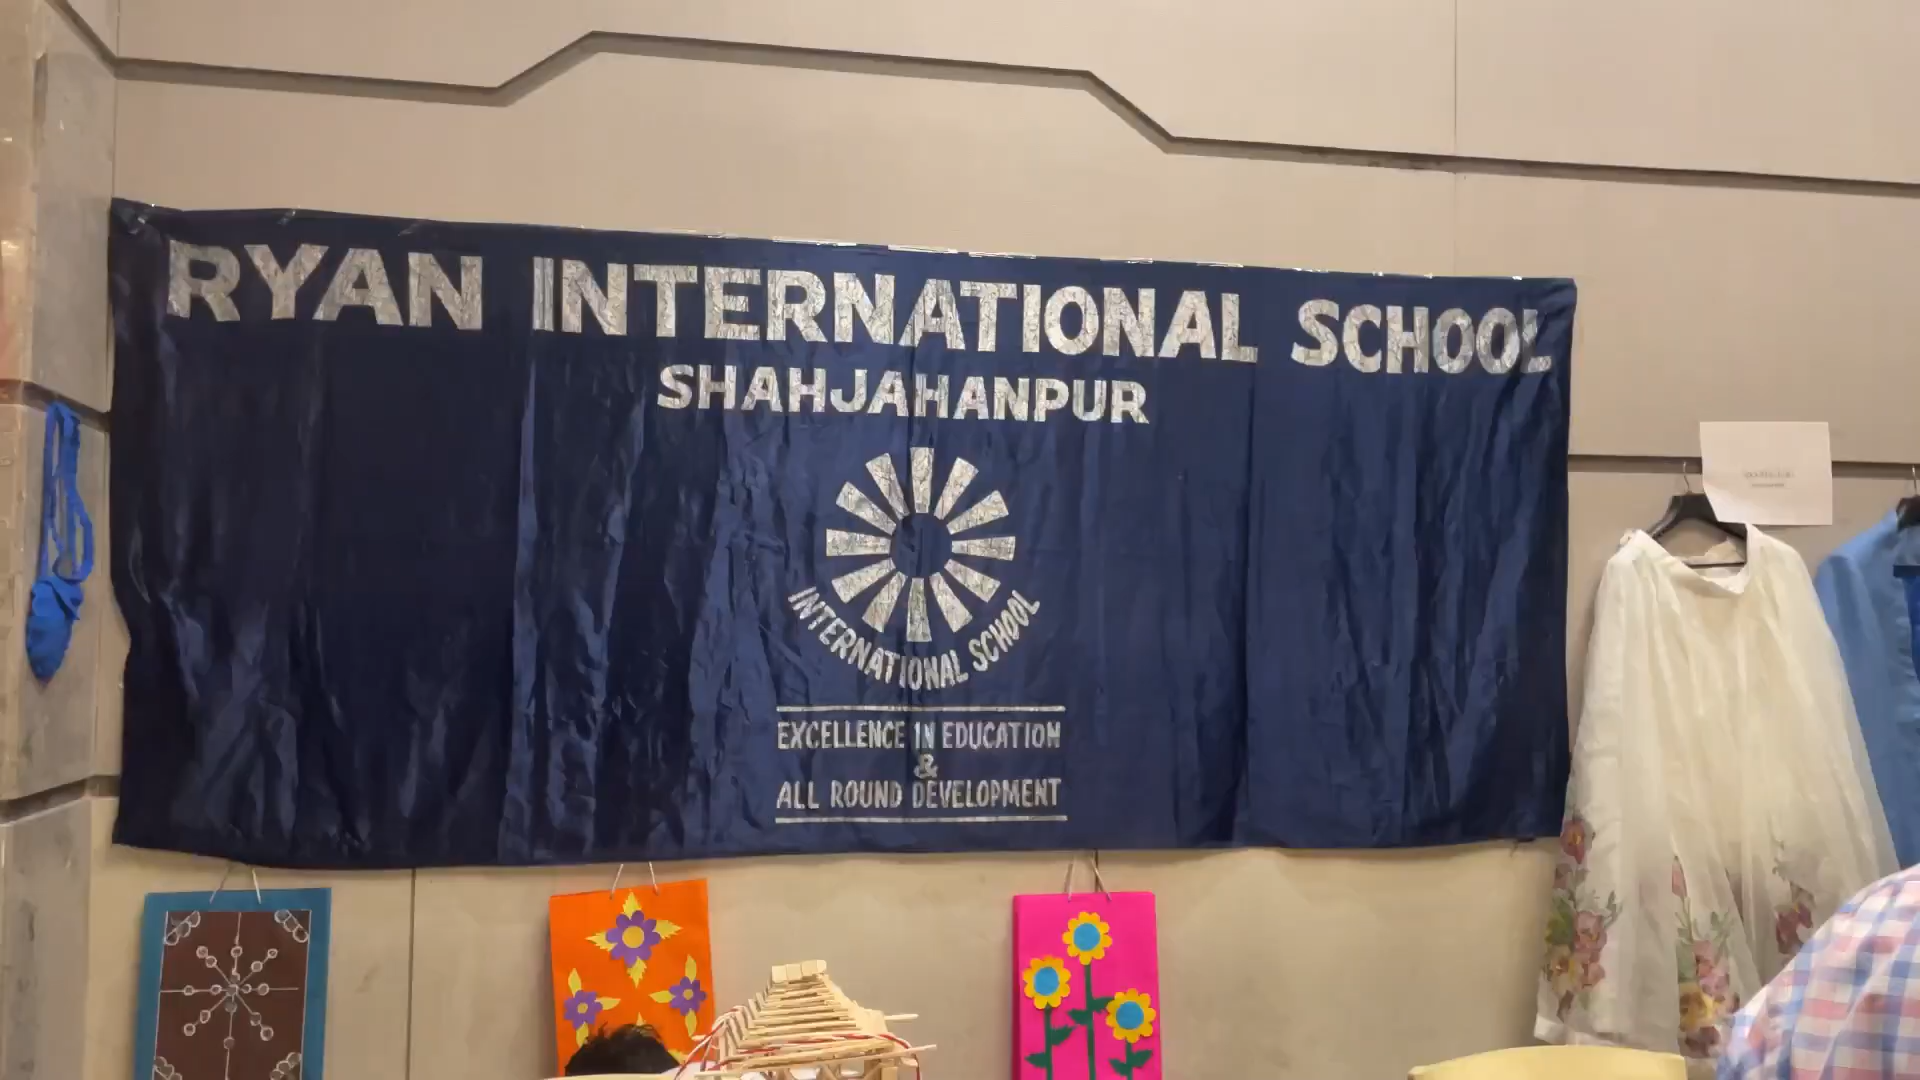 RYAN INTERNATIONAL SCHOOL
SHAHJAHANPUR
INTERNATIONAL SCHOOL
EXCELLENCE IN EDUCATION
&
ALL ROUND DEVELOPMENT